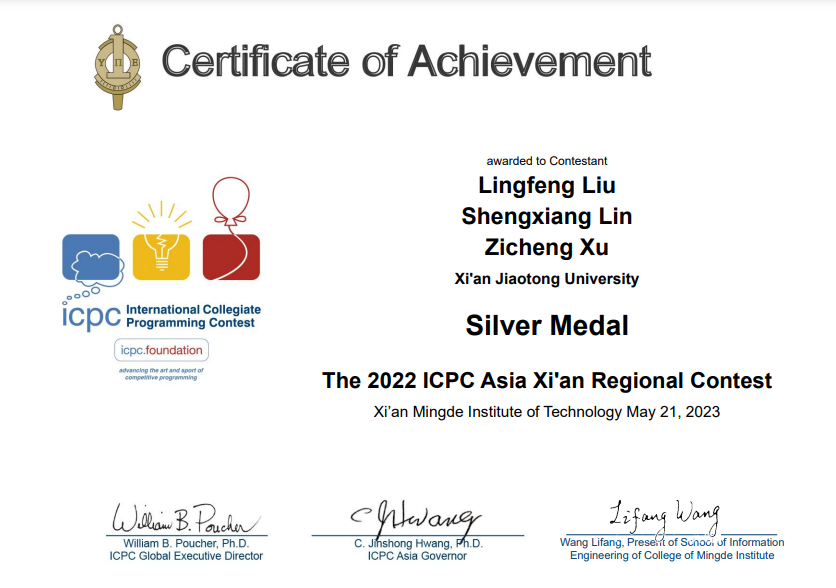 Certificate of Achievement
awarded to Contestant
Lingfeng Liu
Shengxiang Lin
Zicheng Xu
Xi'an Jiaotong University
Silver Medal
The 2022 ICPC Asia Xi'an Regional Contest
Xi'an Mingde Institute of Technology May 21, 2023
icpc International Collegiate
Programming Contest
icpc.foundation
advancing the art and sport of
competitive programming
William B. Poucher
William B. Poucher, Ph.D.
ICPC Global Executive Director
C J Hwang
C. Jinshong Hwang, Ph.D.
ICPC Asia Governor
Lifang Wang
Wang Lifang, Present of School of Information
Engineering of College of Mingde Institute